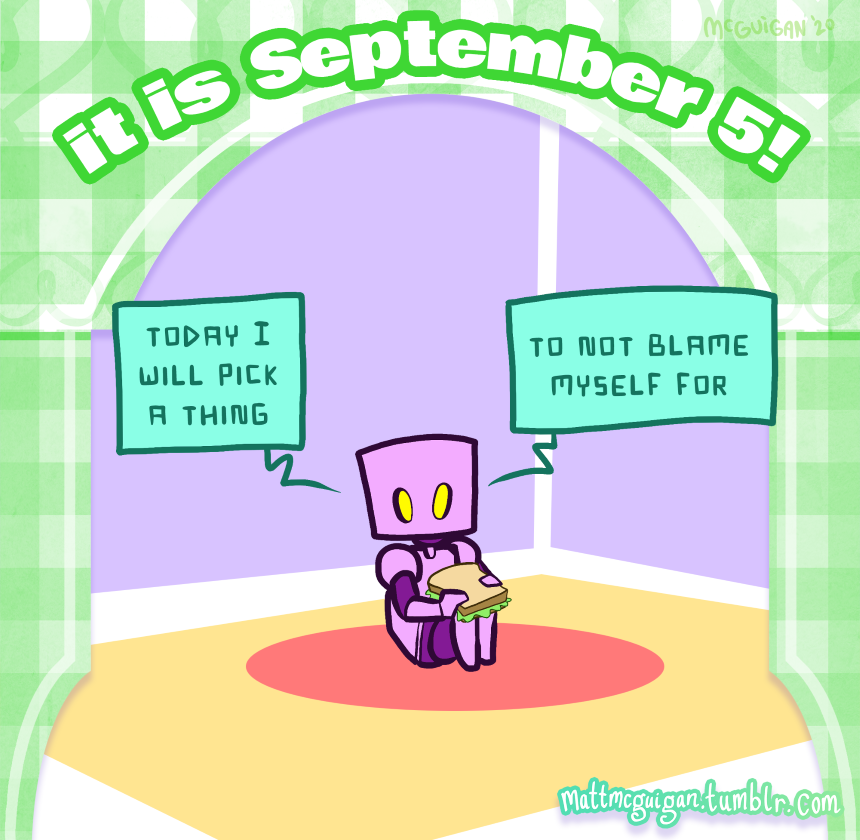 McGUiGAN '20
it is September 5!
TODAY I
WILL PICK
A THING
TO NOT BLAME
MYSELF FOR
mattmcguigan.tumblr.com